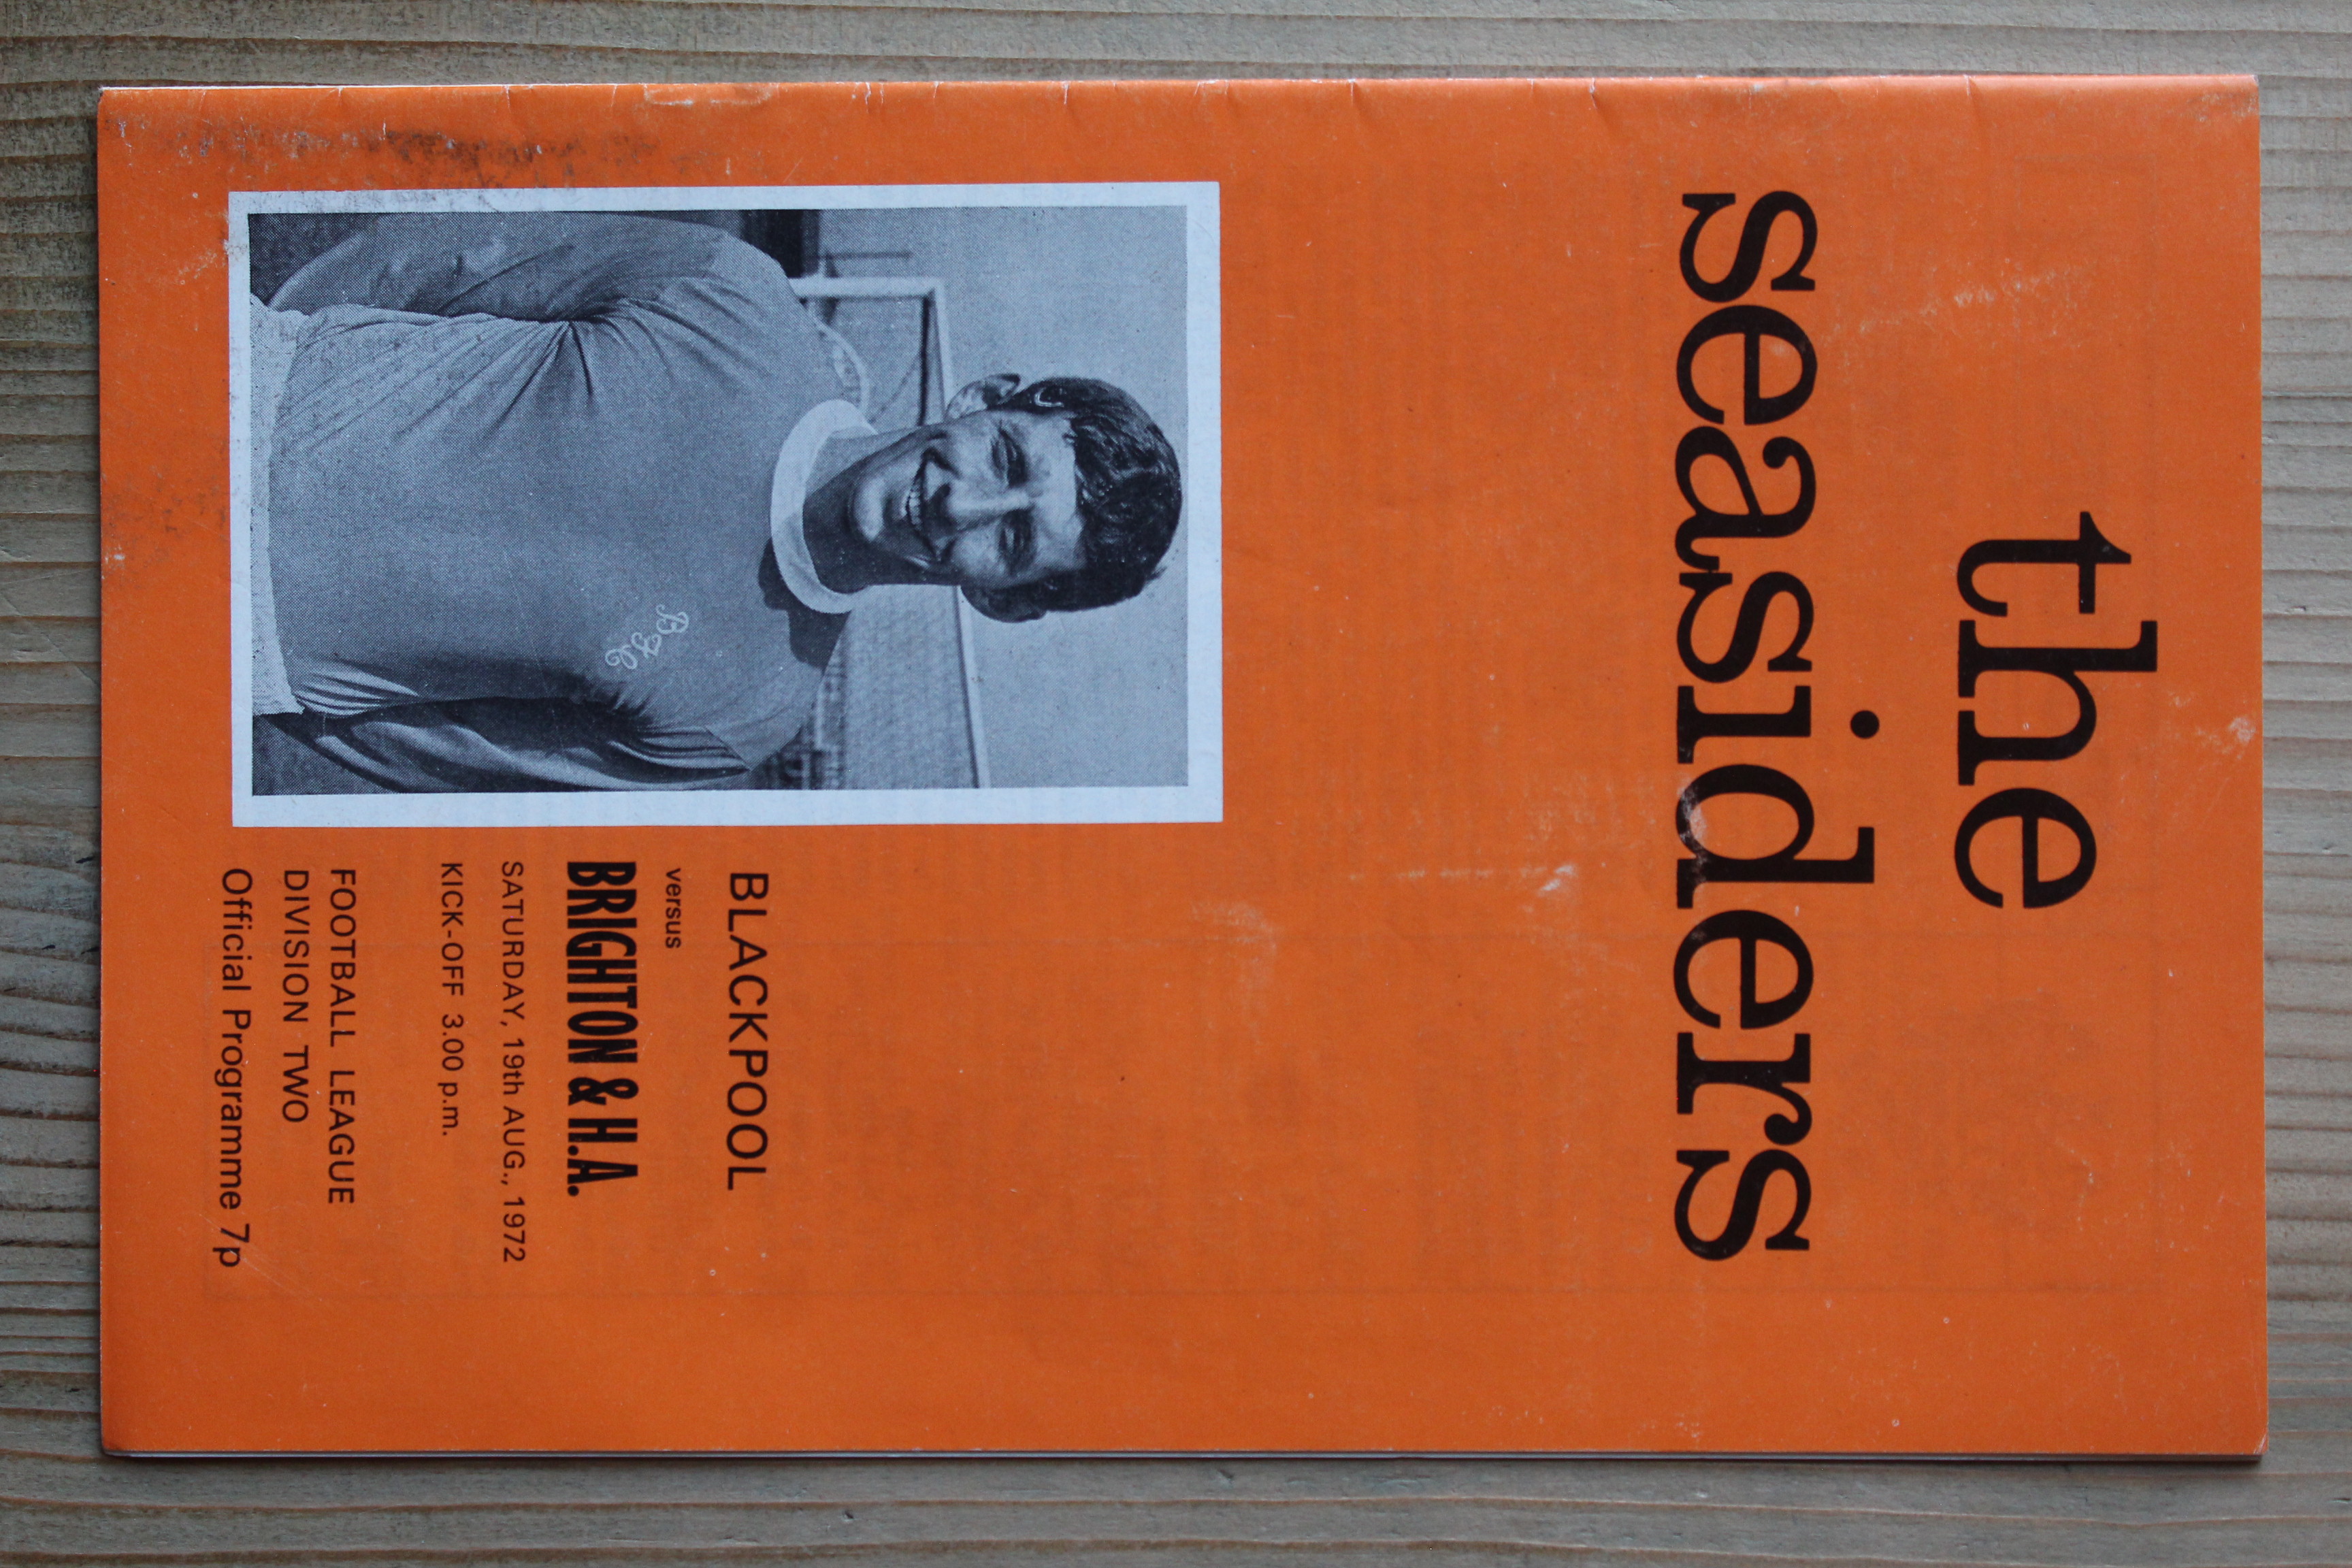 the
seasiders
BFC
BLACKPOOL
versus
BRIGHTON & H.A.
SATURDAY, 19th AUG., 1972
KICK-OFF 3.00 p.m.
FOOTBALL LEAGUE
DIVISION TWO
Official Programme 7p